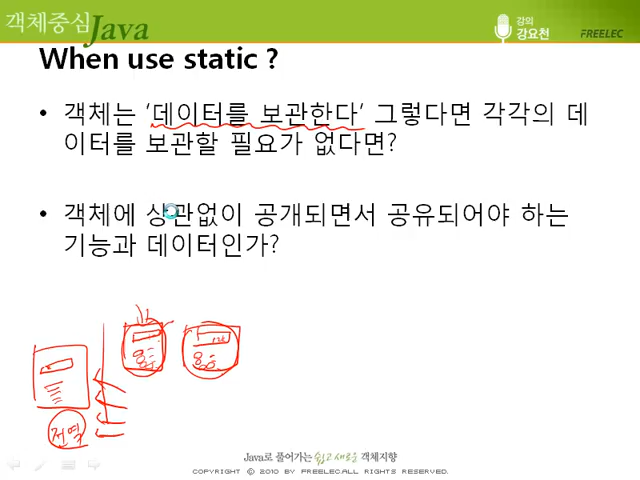 객체중심 Java
강의
강요천
FREELEC
When use static ?
• 객체는 '데이터를 보관한다' 그렇다면 각각의 데
이터를 보관할 필요가 없다면?
• 객체에 상관없이 공개되면서 공유되어야 하는
기능과 데이터인가?
전역
Java로 풀어가는 쉽고 새로운 객체지향
COPYRIGHT ⓒ 2010 BY FREELEC.ALL RIGHTS RESERVED.